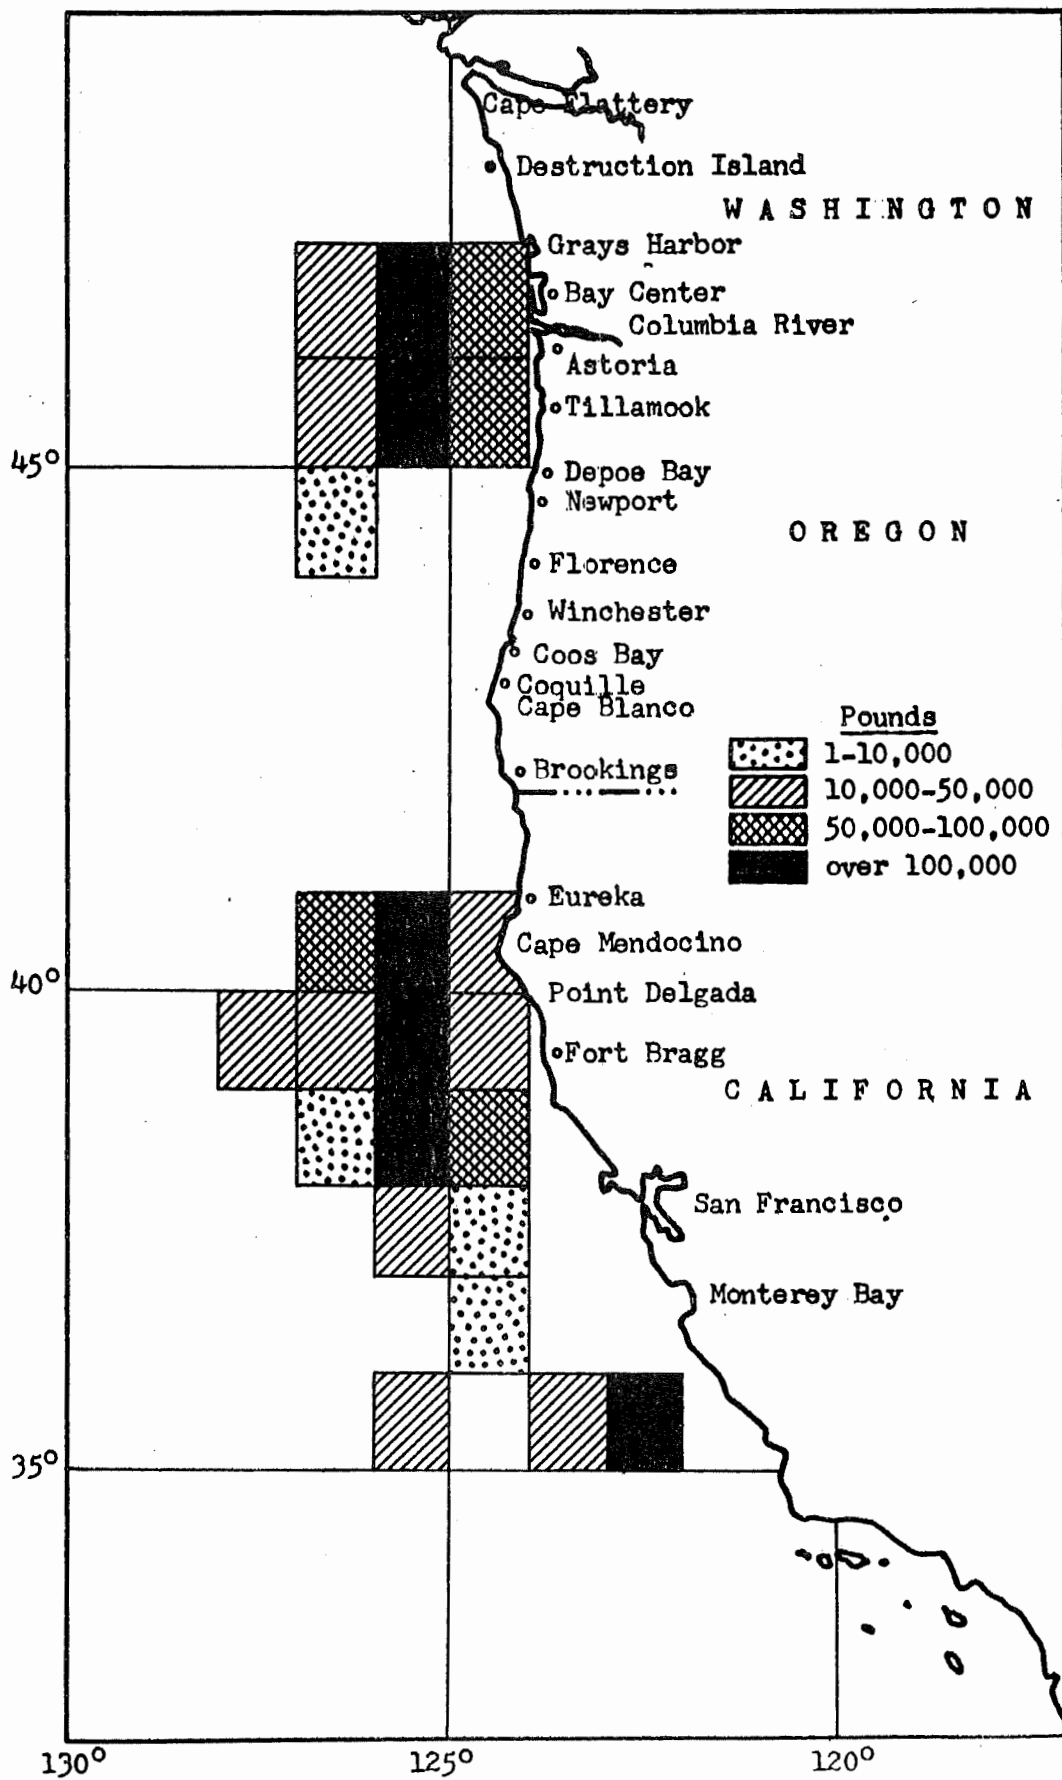 Cape Flattery
Destruction Island
WASHINGTON
Grays Harbor
Bay Center
Columbia River
Astoria
Tillamook
45°
Depoe Bay
Newport
OREGON
Florence
Winchester
Coos Bay
Coquille
Cape Blanco
Pounds
1-10,000
Brookings
10,000-50,000
50,000-100,000
over 100,000
Eureka
Cape Mendocino
40°
Point Delgada
Fort Bragg
CALIFORNIA
San Francisco
Monterey Bay
35°
130°
125°
120°